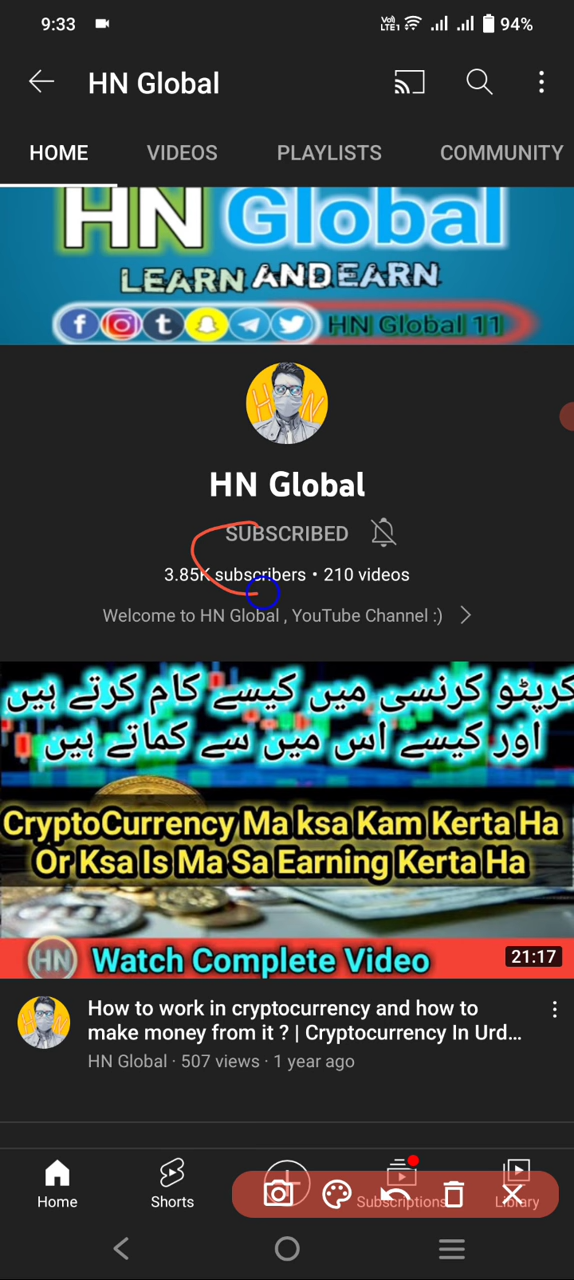 9:33
Vo) LTE1
94%
HN Global
HOME VIDEOS PLAYLISTS COMMUNITY
HN Global
LEARN AND EARN
HN Global 11
HN
HN Global
SUBSCRIBED
3.85K subscribers • 210 videos
Welcome to HN Global , YouTube Channel :)
کرپٹو کرنسی میں کیسے کام کرتے ہیں
اور کیسے اس میں سے کماتے ہیں
CryptoCurrency Ma ksa Kam Kerta Ha
Or Ksa Is Ma Sa Earning Kerta Ha
HN Watch Complete Video
21:17
How to work in cryptocurrency and how to
make money from it ? | Cryptocurrency In Urd...
HN Global · 507 views · 1 year ago
Home Shorts Subscriptions Library